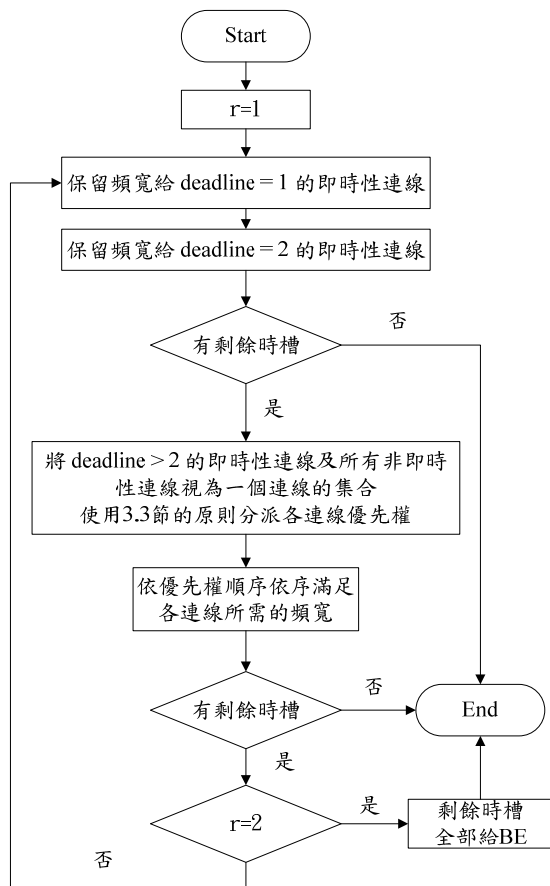 Start
r=1
保留頻寬給 deadline = 1 的即時性連線
保留頻寬給 deadline = 2 的即時性連線
否
有剩餘時槽
是
將 deadline > 2 的即時性連線及所有非即時
性連線視為一個連線的集合
使用3.3節的原則分派各連線優先權
依優先權順序依序滿足
各連線所需的頻寬
有剩餘時槽
否
End
是
r=2
是
剩餘時槽
全部給BE
否